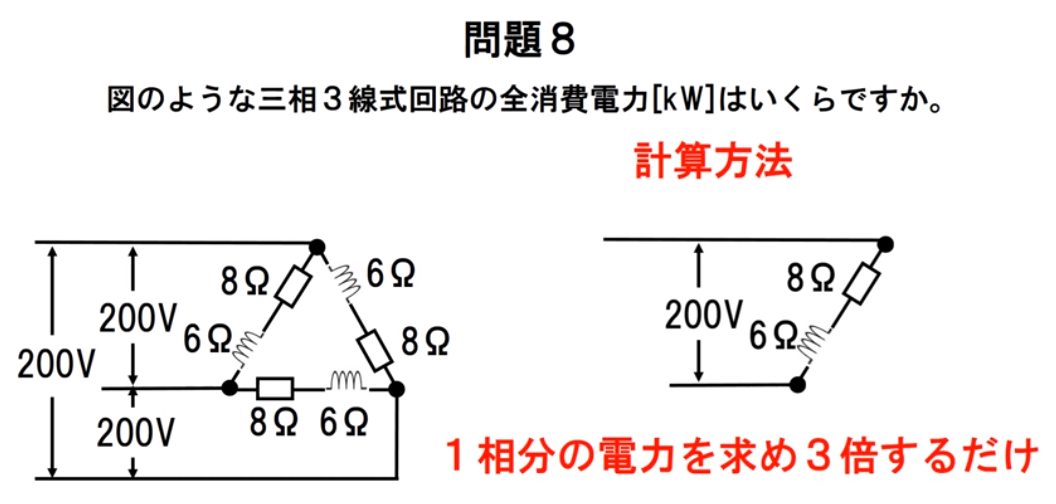 問題８
図のような三相３線式回路の全消費電力[kW]はいくらですか。
計算方法
8Ω
6Ω
200V
6Ω
8Ω
200V
200V
8Ω 6Ω
8Ω
200V
6Ω
１相分の電力を求め３倍するだけ